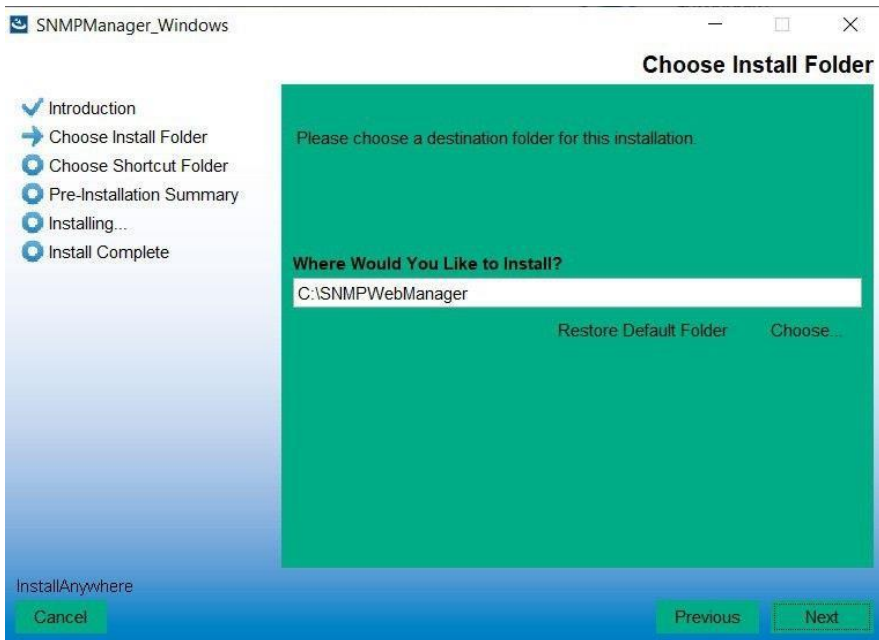 SNMPManager_Windows
Choose Install Folder
Introduction
Choose Install Folder
Choose Shortcut Folder
Pre-Installation Summary
Installing...
Install Complete
Please choose a destination folder for this installation.
Where Would You Like to Install?
C:\SNMPWebManager
Restore Default Folder Choose...
InstallAnywhere
Cancel Previous Next